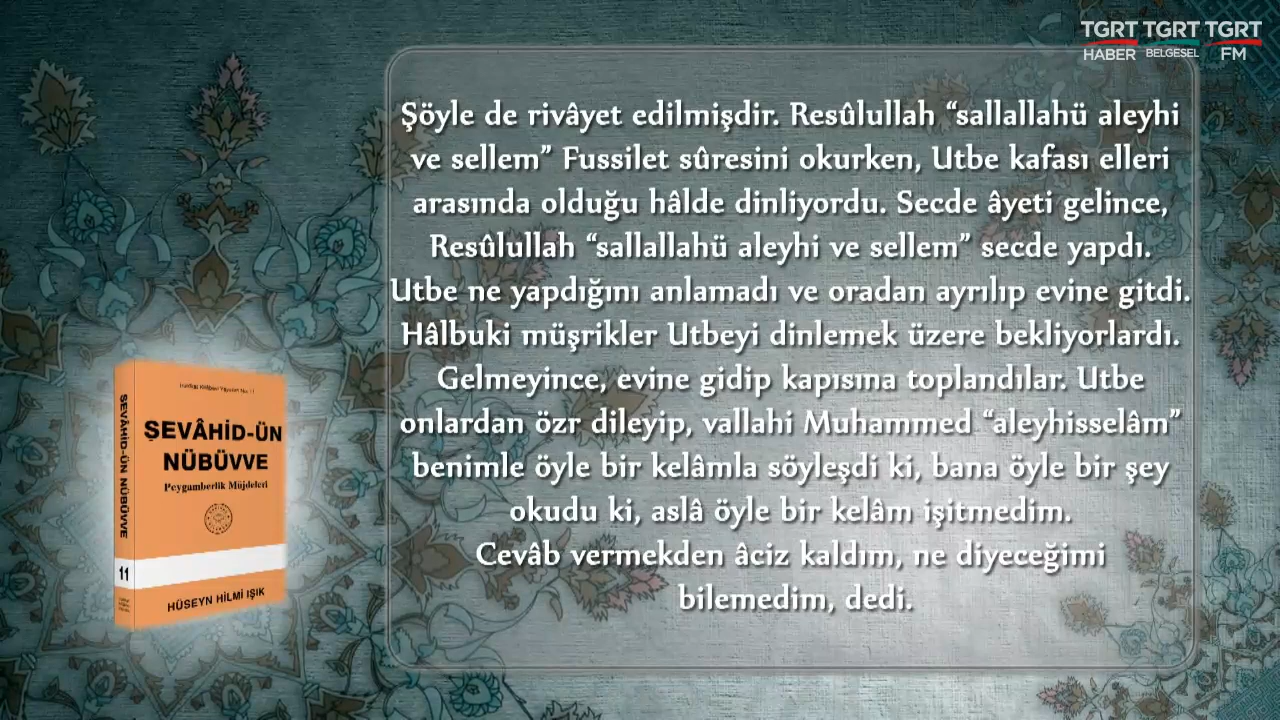 TGRT TGRT TGRT
HABER BELGESEL FM
Şöyle de rivâyet edilmişdir. Resûlullah “sallallahü aleyhi
ve sellem” Fussilet sûresini okurken, Utbe kafası elleri
arasında olduğu hâlde dinliyordu. Secde âyeti gelince,
Resûlullah “sallallahü aleyhi ve sellem” secde yapdı.
Utbe ne yapdığını anlamadı ve oradan ayrılıp evine gitdi.
Hâlbuki müşrikler Utbeyi dinlemek üzere bekliyorlardı.
Gelmeyince, evine gidip kapısına toplandılar. Utbe
onlardan özr dileyip, vallahi Muhammed “aleyhisselâm”
benimle öyle bir kelâmla söyleşdi ki, bana öyle bir şey
okudu ki, aslâ öyle bir kelâm işitmedim.
Cevâb vermekden âciz kaldım, ne diyeceğimi
bilemedim, dedi.
ŞEVÂHİD-ÜN
NÜBÜVVE
Peygamberlik Müjdeleri
HÜSEYN HİLMİ IŞIK
ŞEVÂHİD-ÜN NÜBÜVVE
11